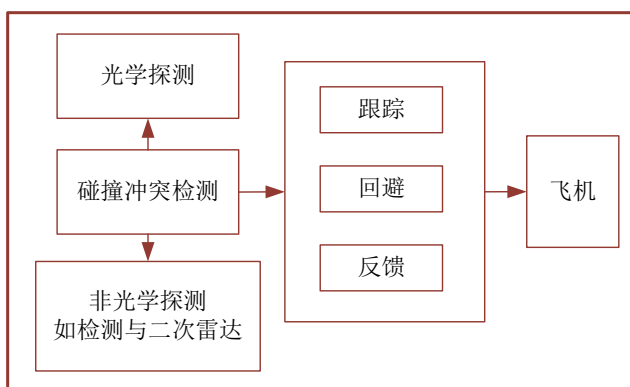 光学探测
碰撞冲突检测
非光学探测
如检测与二次雷达
跟踪
回避
反馈
飞机